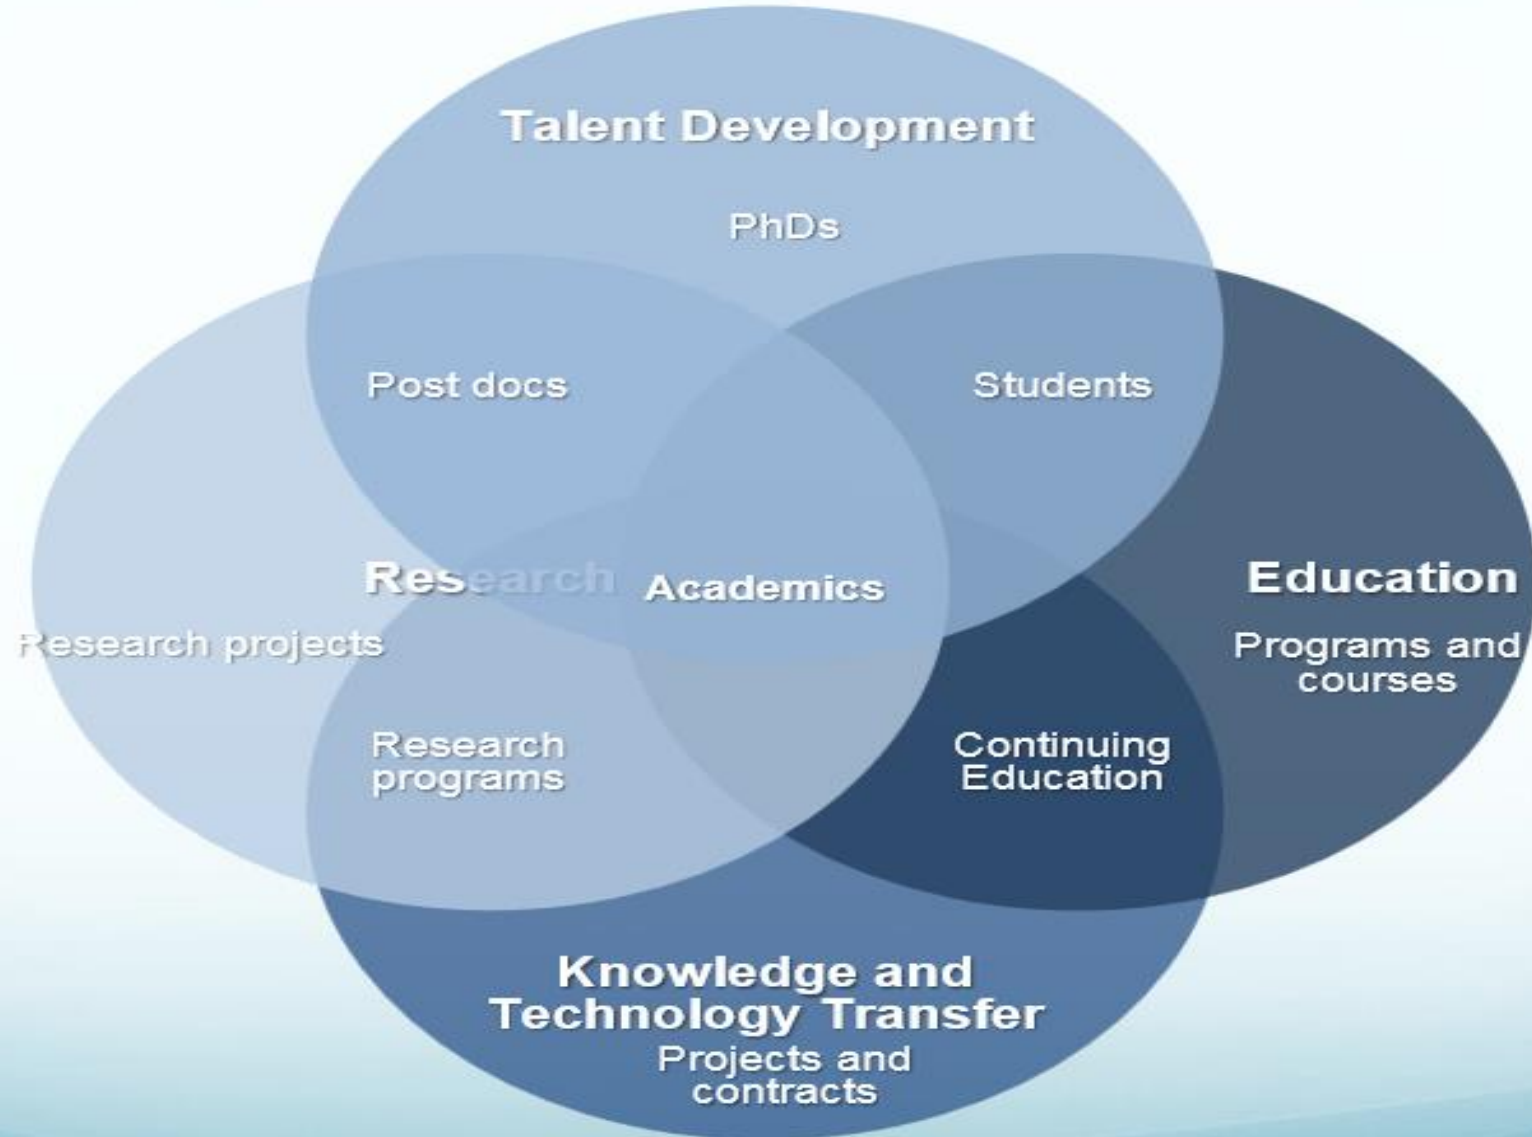 Talent Development
PhDs
Post docs
Students
Research
Academics
Education
Research projects
Programs and
courses
Research
programs
Continuing
Education
Knowledge and
Technology Transfer
Projects and
contracts